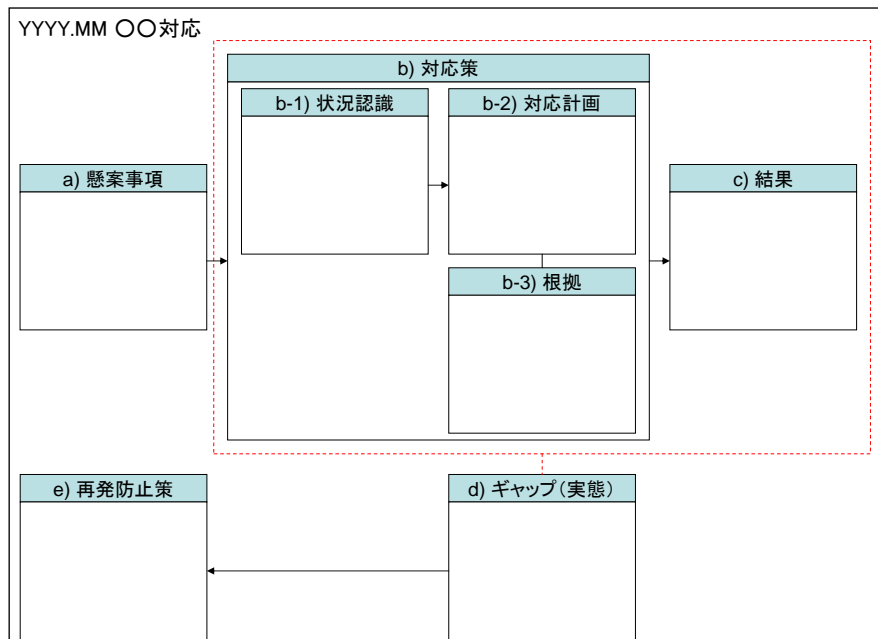 YYYY.MM 〇〇対応
b) 対応策
b-1) 状況認識
b-2) 対応計画
a) 懸案事項
c) 結果
b-3) 根拠
e) 再発防止策
d) ギャップ（実態）